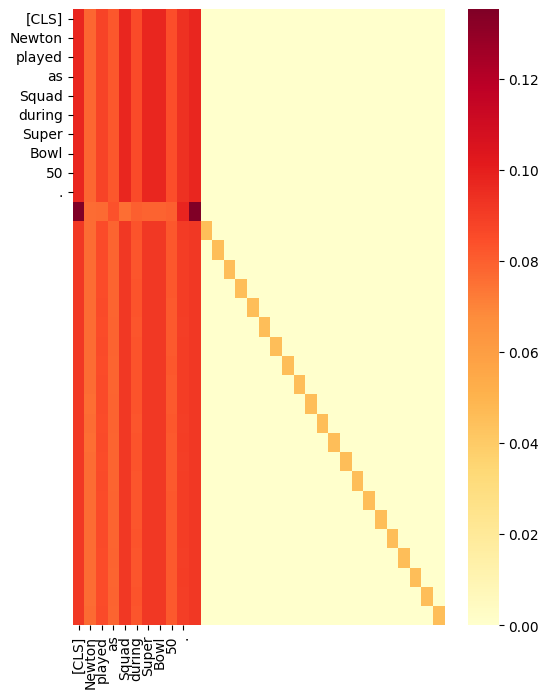 [CLS]
Newton
played
as
Squad
during
Super
Bowl
50
.
0.12
0.10
0.08
0.06
0.04
0.02
0.00
[CLS]
Newton
played
as
Squad
during
Super
Bowl
50
.